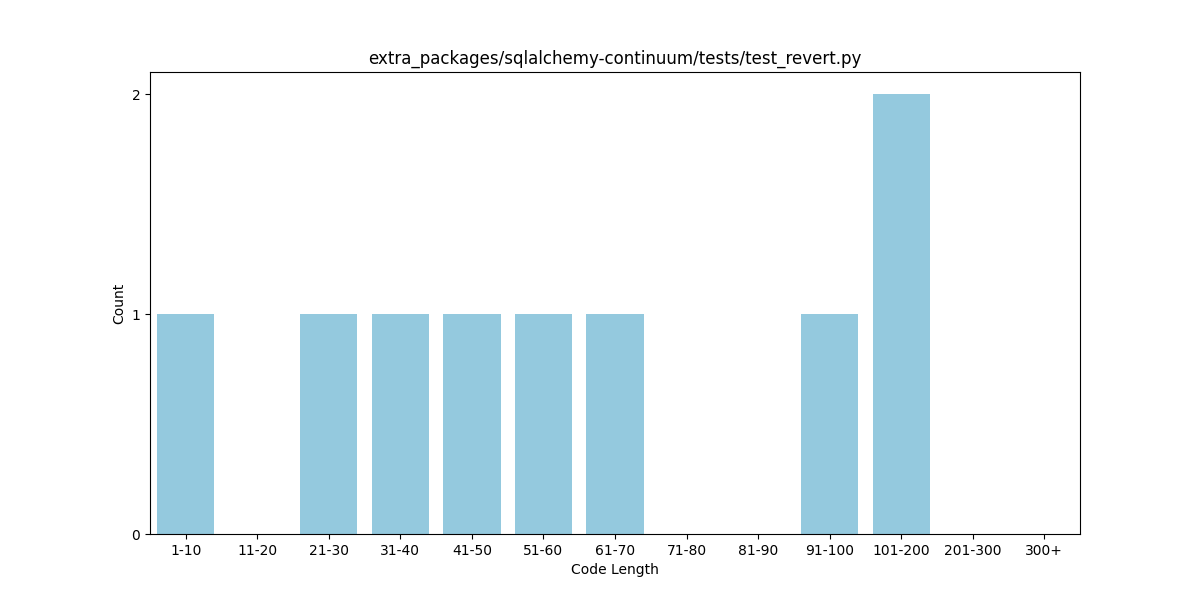 extra_packages/sqlalchemy-continuum/tests/test_revert.py
2
1
0
Count
1-10 11-20 21-30 31-40 41-50 51-60 61-70 71-80 81-90 91-100 101-200 201-300 300+
Code Length